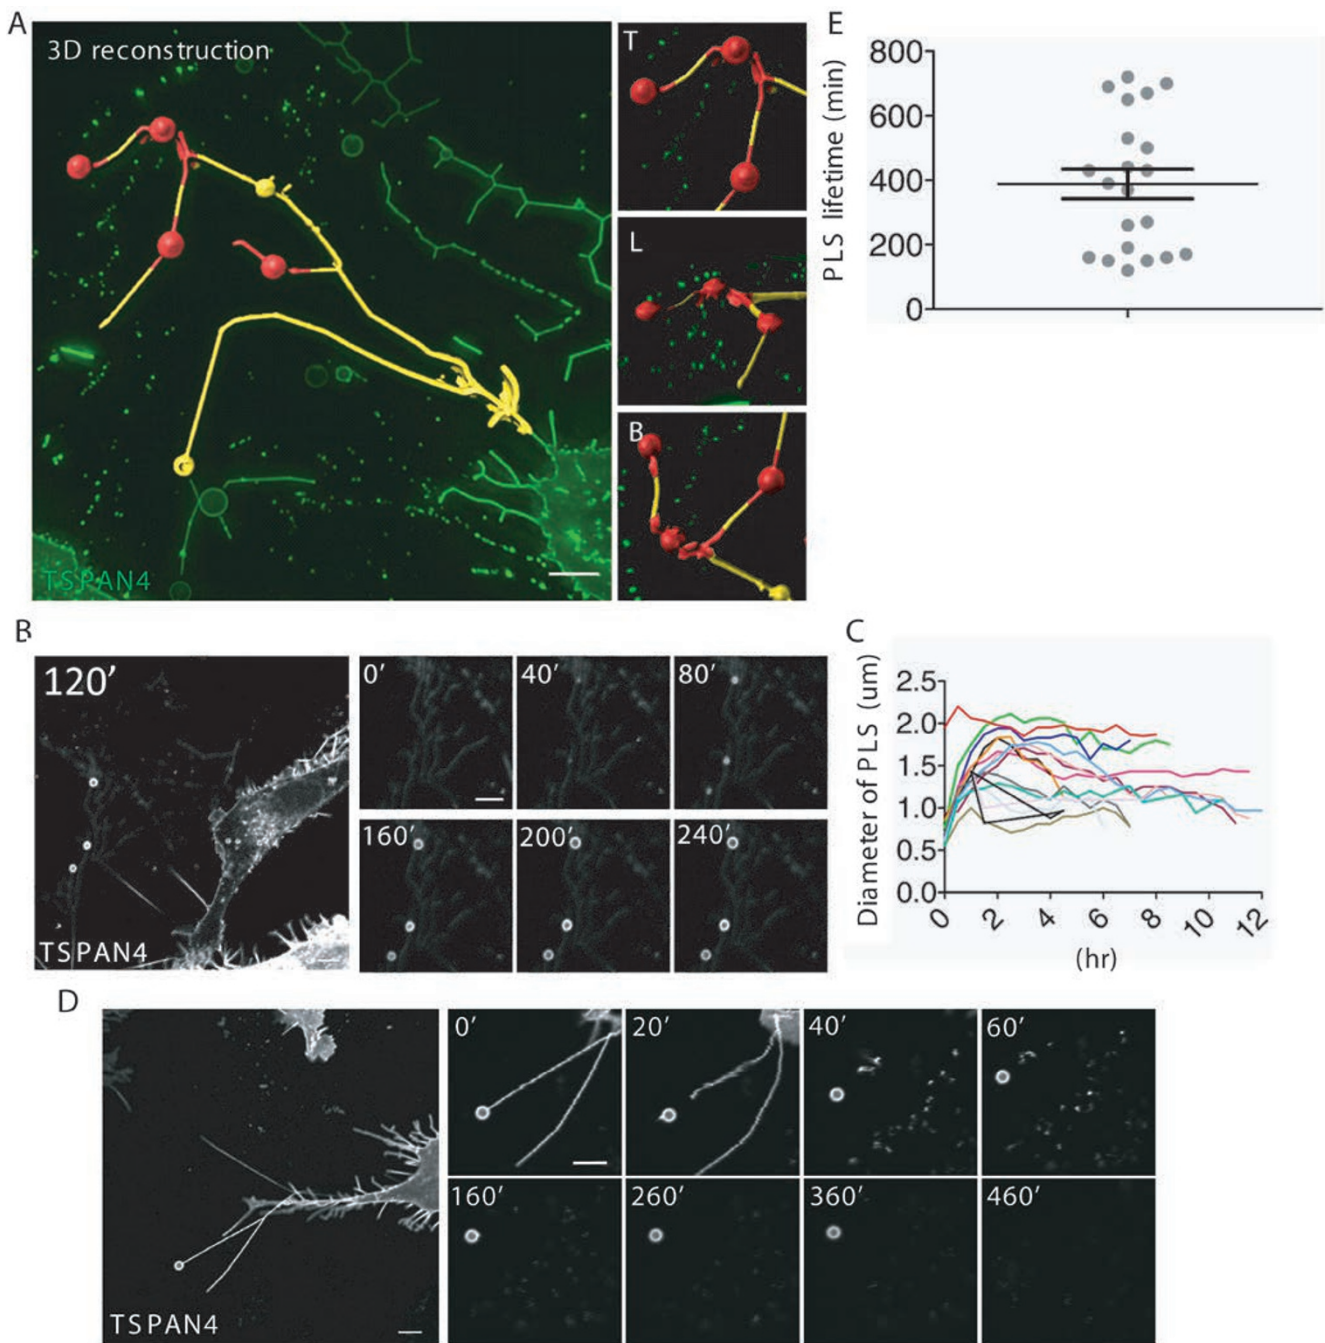 A
3D reconstruction
TSPAN4
T
L
B
E
PLS lifetime (min)
800
600
400
200
0
B
120’
TSPAN4
0’
40’
80’
160’
200’
240’
C
Diameter of PLS (um)
2.5
2.0
1.5
1.0
0.5
0.0
0 2 4 6 8 10 12
(hr)
D
TSPAN4
0’
20’
40’
60’
160’
260’
360’
460’